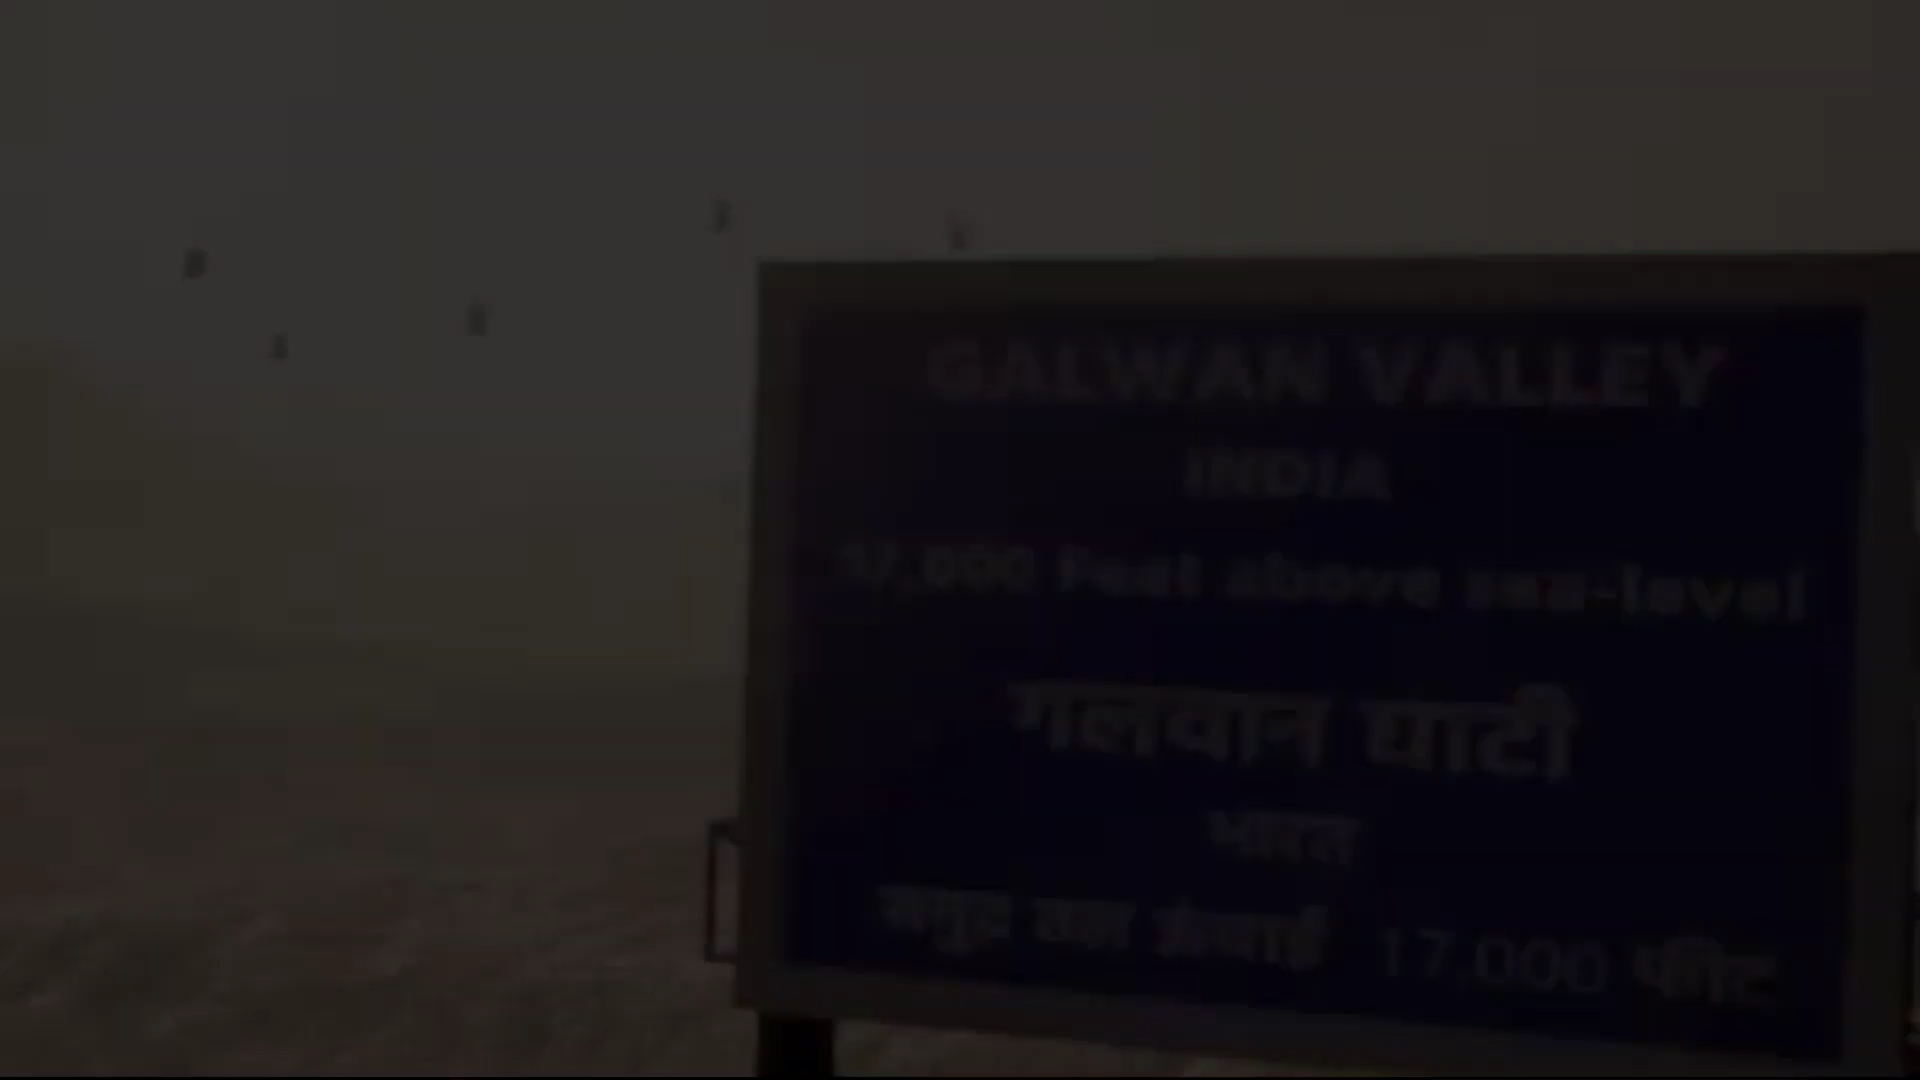 GALWAN VALLEY
INDIA
17,000 Feet above sea-level
गलवान घाटी
भारत
समुद्र तल ऊंचाई 17,000 फीट